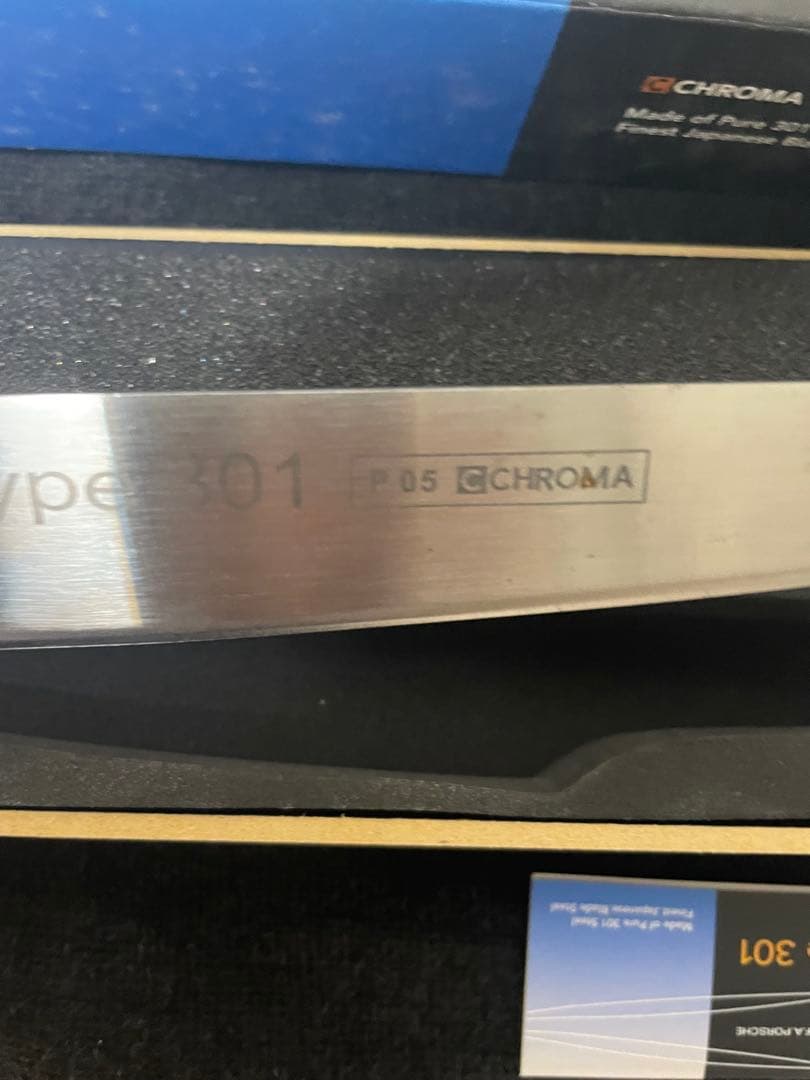 CHROMA
Made of Pure 301
Finest Japanese
ype 301 P 05 CHROMA
Made of Pure 301 Steel
Finest Japanese Blade Steel
301
F.A.PORSCHE